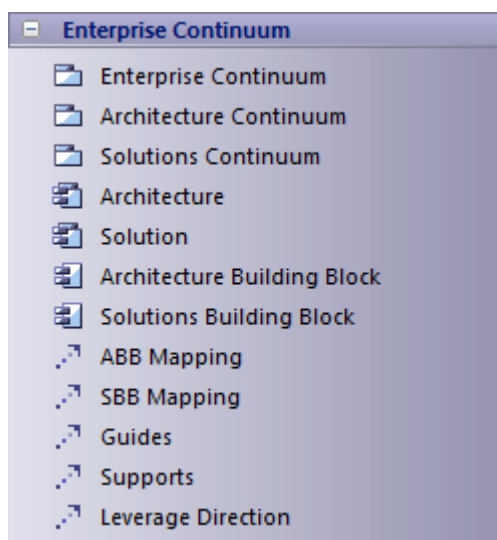 Enterprise Continuum
Enterprise Continuum
Architecture Continuum
Solutions Continuum
Architecture
Solution
Architecture Building Block
Solutions Building Block
ABB Mapping
SBB Mapping
Guides
Supports
Leverage Direction